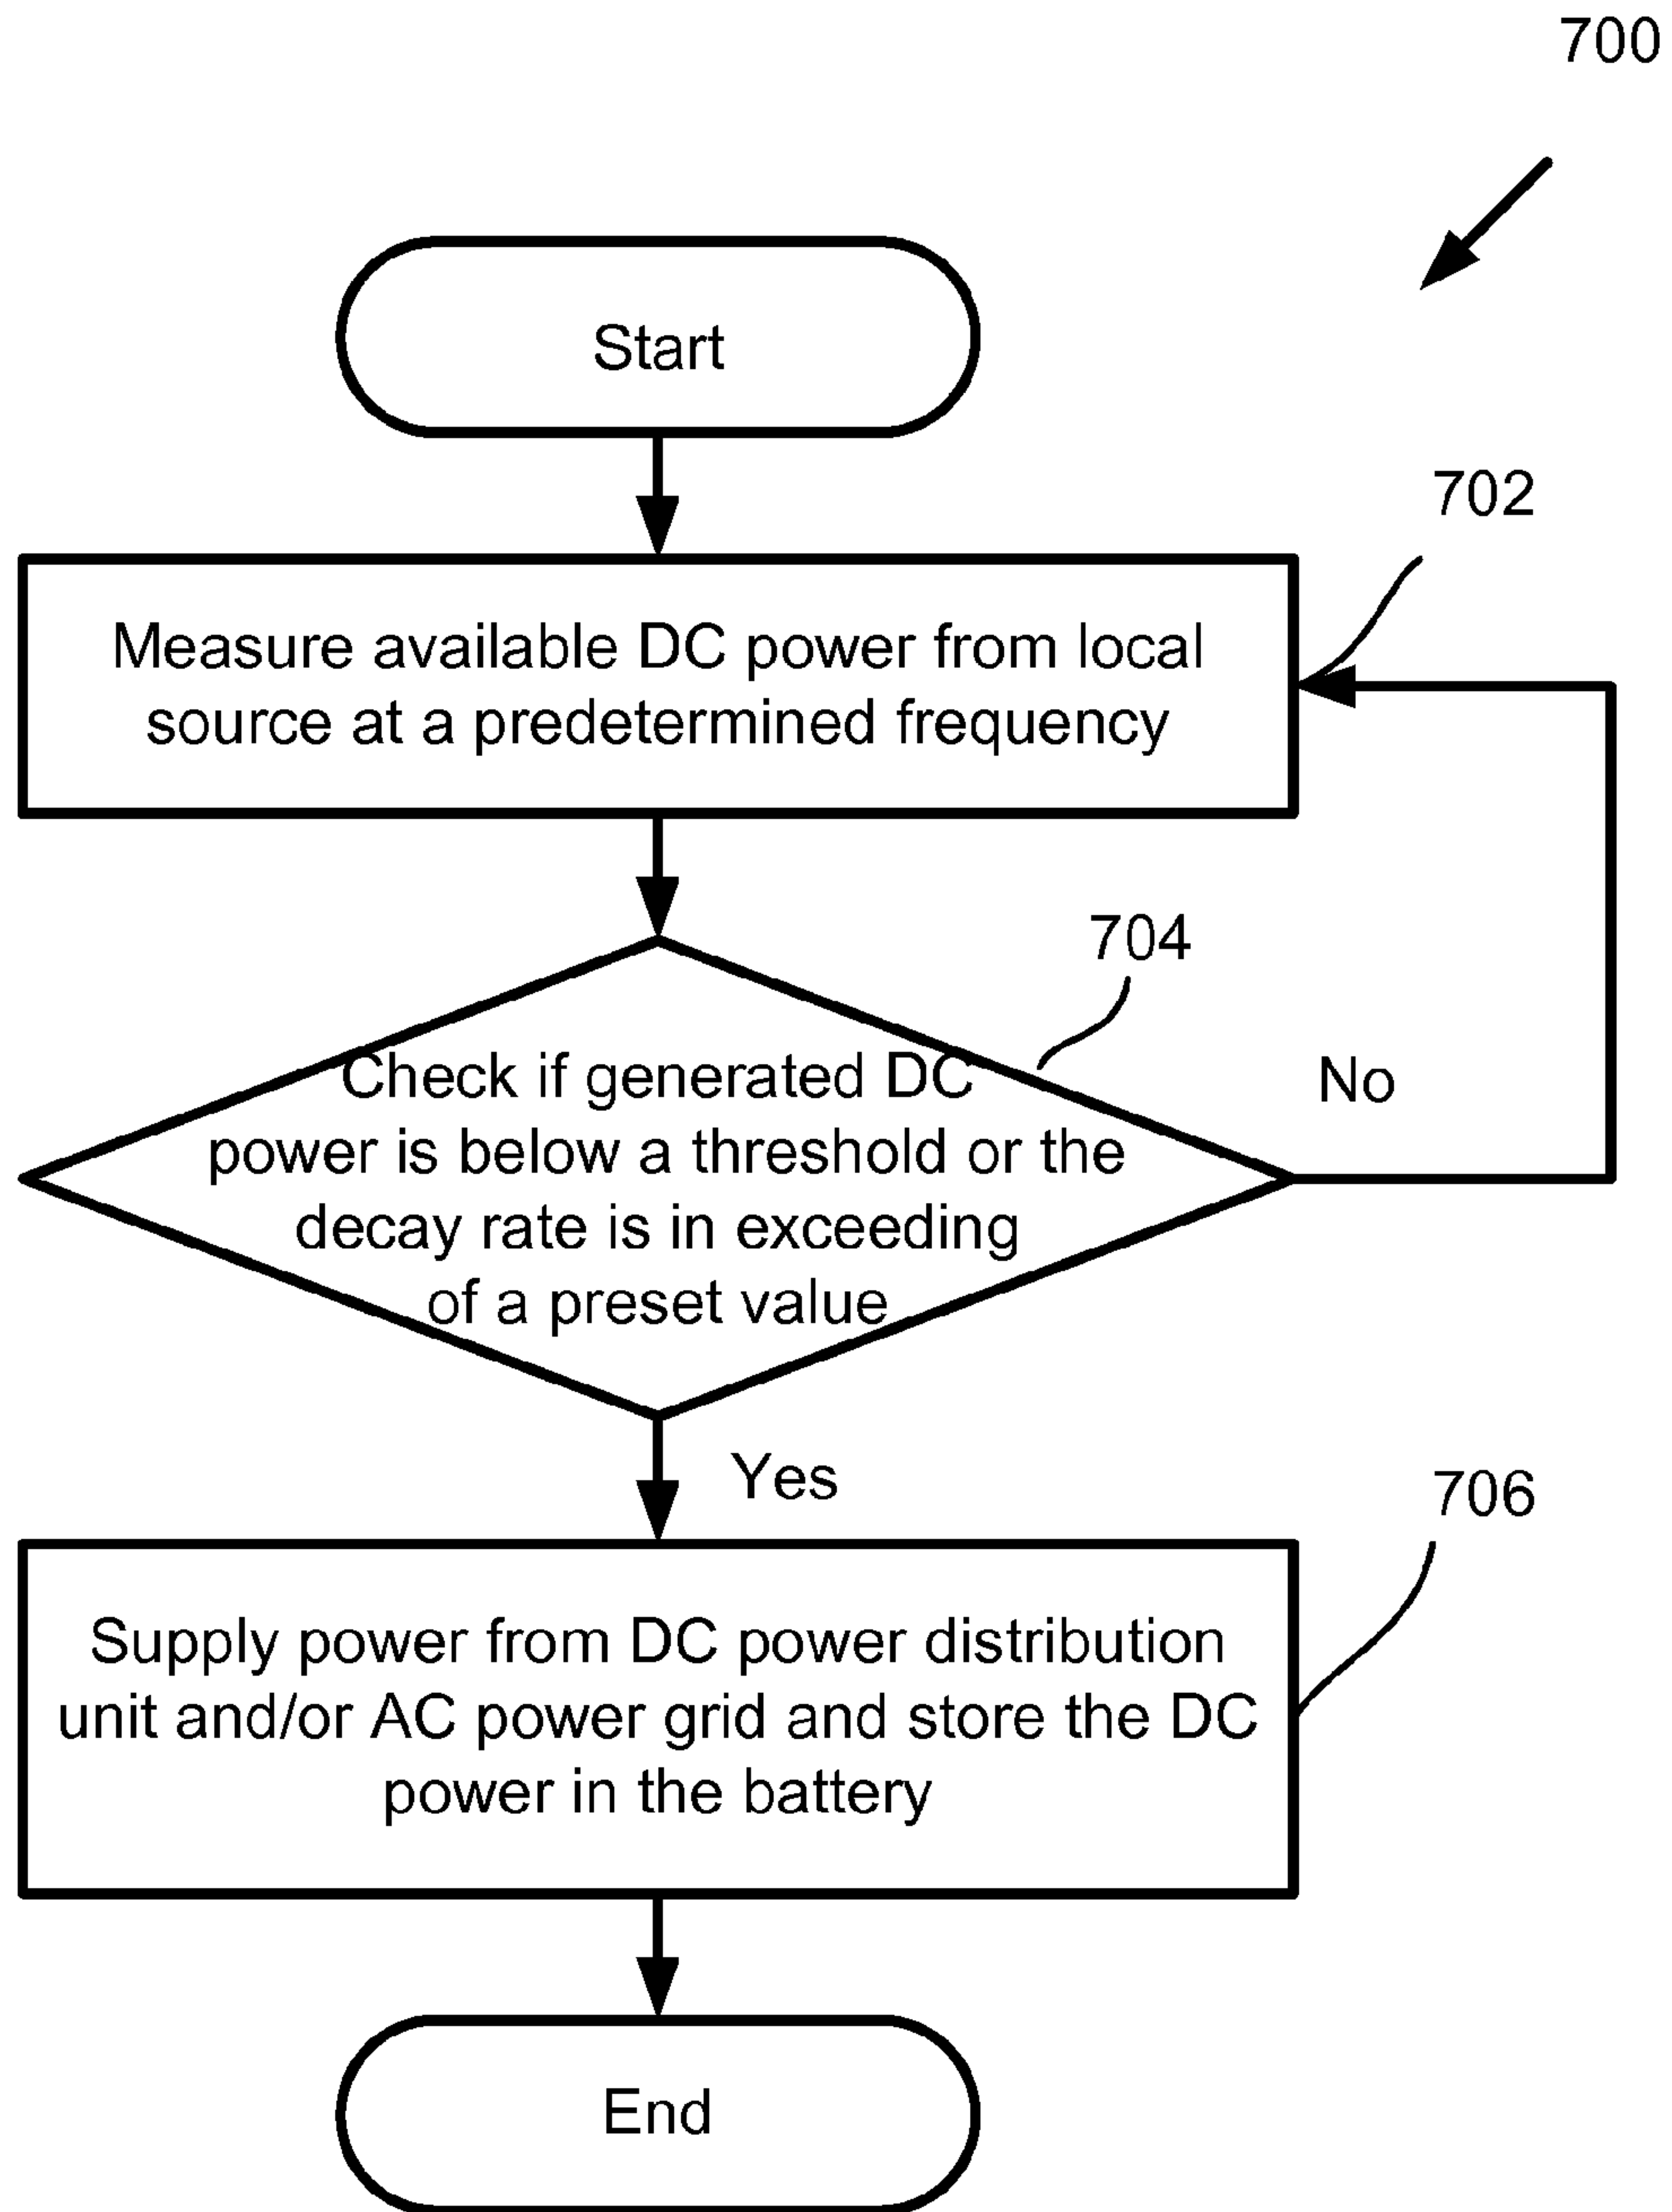 700
Start
702
Measure available DC power from local
source at a predetermined frequency
704
Check if generated DC
power is below a threshold or the
decay rate is in exceeding
of a preset value
No
Yes
706
Supply power from DC power distribution
unit and/or AC power grid and store the DC
power in the battery
End